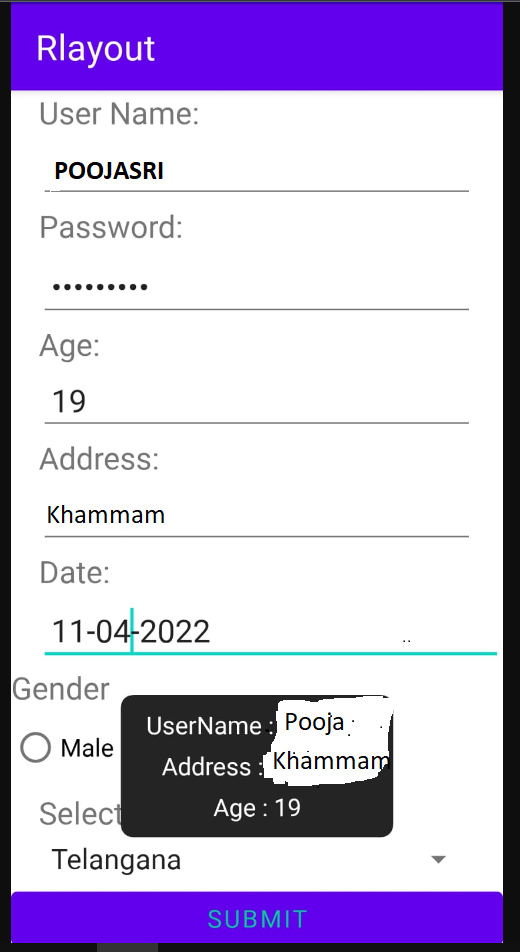 Rlayout
User Name:
POOJASRI
Password:
•••••••••
Age:
19
Address:
Khammam
Date:
11-04-2022
Gender
UserName : Pooja
Male
Address : Khammam
Age : 19
Select
Telangana
SUBMIT